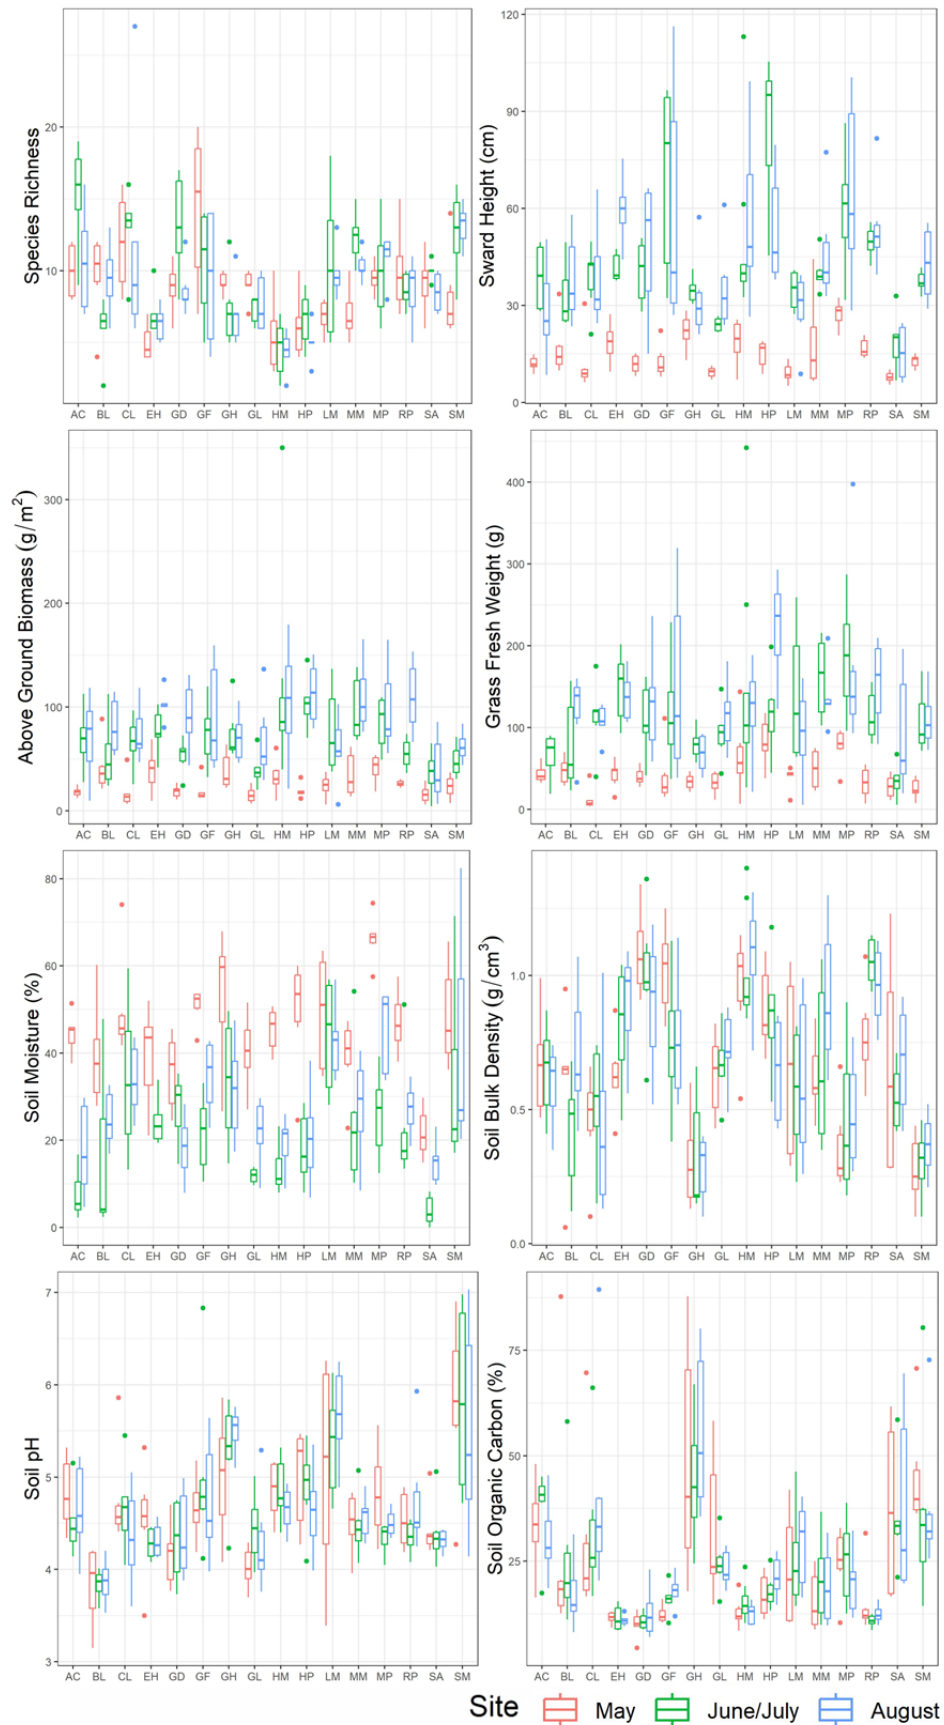 Species Richness
20
10
AC BL CL EH GD GF GH GL HM HP LM MM MP RP SA SM
Sward Height (cm)
120
90
60
30
0
AC BL CL EH GD GF GH GL HM HP LM MM MP RP SA SM
Above Ground Biomass (g/m²)
300
200
100
0
AC BL CL EH GD GF GH GL HM HP LM MM MP RP SA SM
Grass Fresh Weight (g)
400
300
200
100
0
AC BL CL EH GD GF GH GL HM HP LM MM MP RP SA SM
Soil Moisture (%)
80
60
40
20
0
AC BL CL EH GD GF GH GL HM HP LM MM MP RP SA SM
Soil Bulk Density (g/cm³)
1.0
0.5
0.0
AC BL CL EH GD GF GH GL HM HP LM MM MP RP SA SM
Soil pH
7
6
5
4
3
AC BL CL EH GD GF GH GL HM HP LM MM MP RP SA SM
Soil Organic Carbon (%)
75
50
25
AC BL CL EH GD GF GH GL HM HP LM MM MP RP SA SM
Site May June/July August